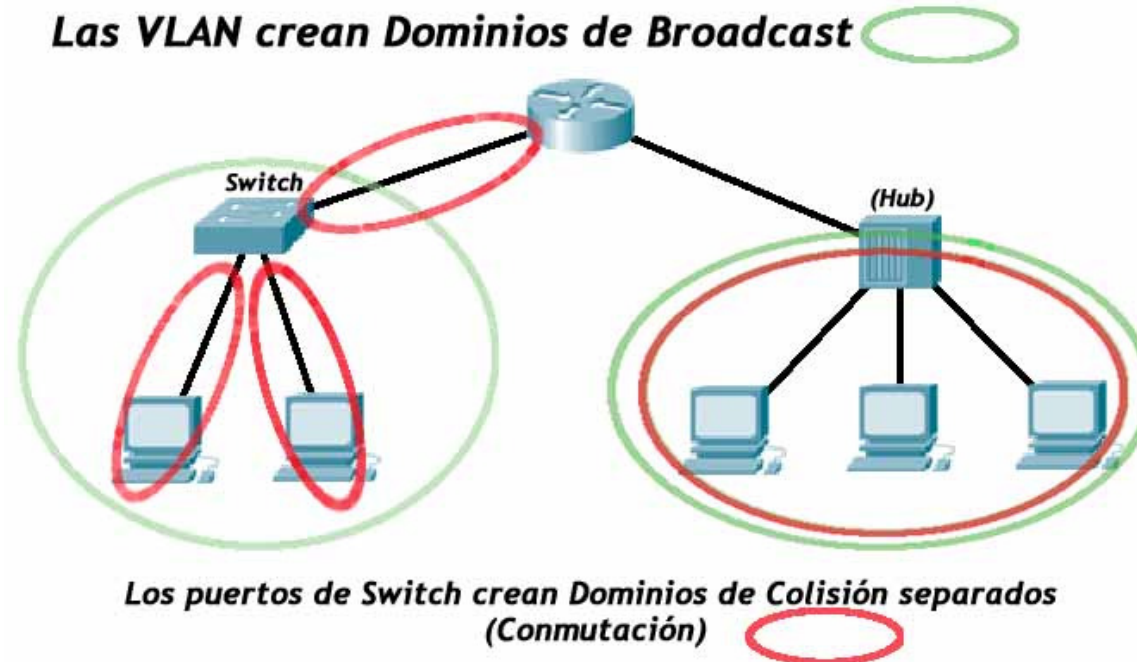 Las VLAN crean Dominios de Broadcast
Switch
(Hub)
Los puertos de Switch crean Dominios de Colisión separados
(Conmutación)